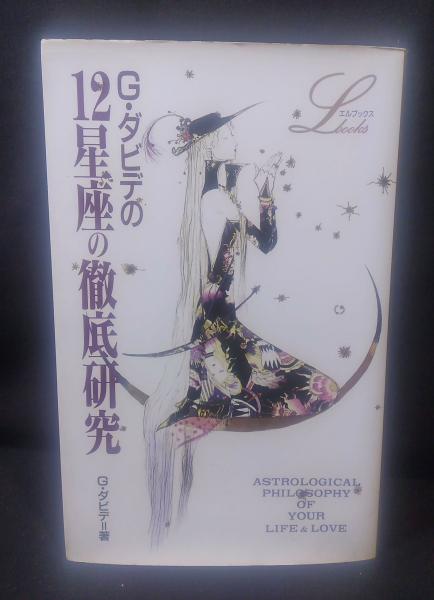 G・ダビデの
12星座の徹底研究
G・ダビデ=著
L books
エルブックス
ASTROLOGICAL
PHILOSOPHY
OF
YOUR
LIFE & LOVE